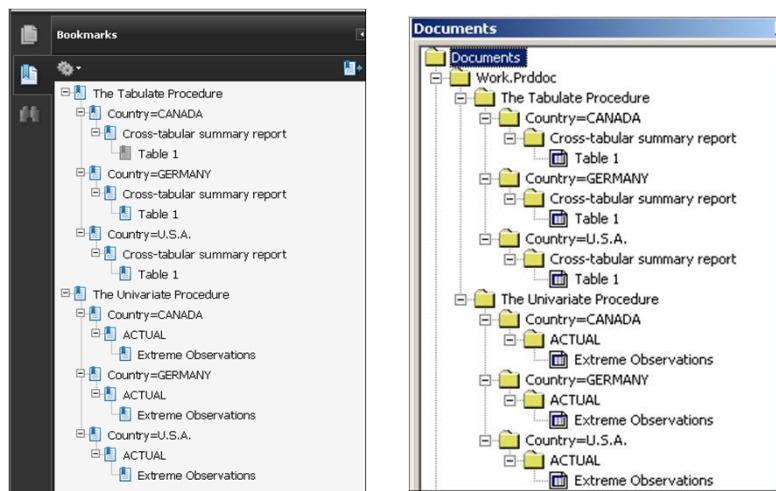 Bookmarks
The Tabulate Procedure
Country=CANADA
Cross-tabular summary report
Table 1
Country=GERMANY
Cross-tabular summary report
Table 1
Country=U.S.A.
Cross-tabular summary report
Table 1
The Univariate Procedure
Country=CANADA
ACTUAL
Extreme Observations
Country=GERMANY
ACTUAL
Extreme Observations
Country=U.S.A.
ACTUAL
Extreme Observations
Documents
Documents
Work.Prddoc
The Tabulate Procedure
Country=CANADA
Cross-tabular summary report
Table 1
Country=GERMANY
Cross-tabular summary report
Table 1
Country=U.S.A.
Cross-tabular summary report
Table 1
The Univariate Procedure
Country=CANADA
ACTUAL
Extreme Observations
Country=GERMANY
ACTUAL
Extreme Observations
Country=U.S.A.
ACTUAL
Extreme Observations